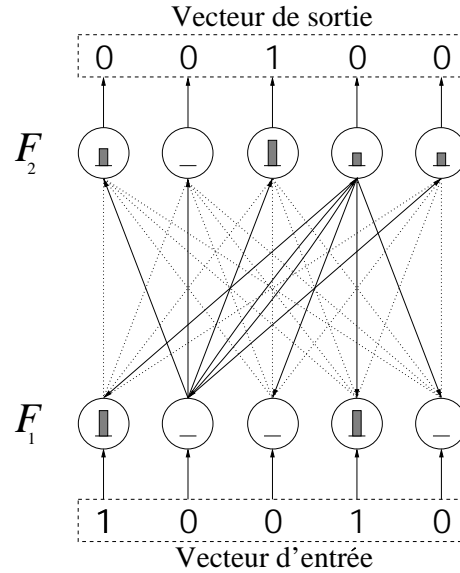 Vecteur de sortie
0 0 1 0 0
F2
F1
1 0 0 1 0
Vecteur d'entrée